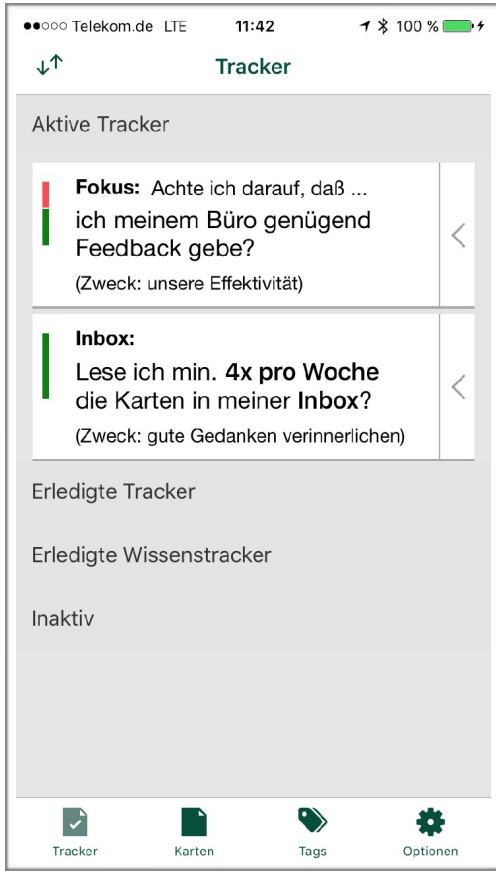 Telekom.de LTE 11:42 100 %
Tracker
Aktive Tracker
Fokus: Achte ich darauf, daß ...
ich meinem Büro genügend
Feedback gebe?
(Zweck: unsere Effektivität)
Inbox:
Lese ich min. 4x pro Woche
die Karten in meiner Inbox?
(Zweck: gute Gedanken verinnerlichen)
Erledigte Tracker
Erledigte Wissenstracker
Inaktiv
Tracker Karten Tags Optionen